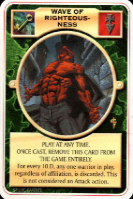 WAVE OF
RIGHTEOUS-
NESS
PLAY AT ANY TIME.
ONCE CAST, REMOVE THIS CARD FROM
THE GAME ENTIRELY.
For every 10 D, any one warrior in play,
regardless of affiliation, is discarded. This
is not considered an Attack action.